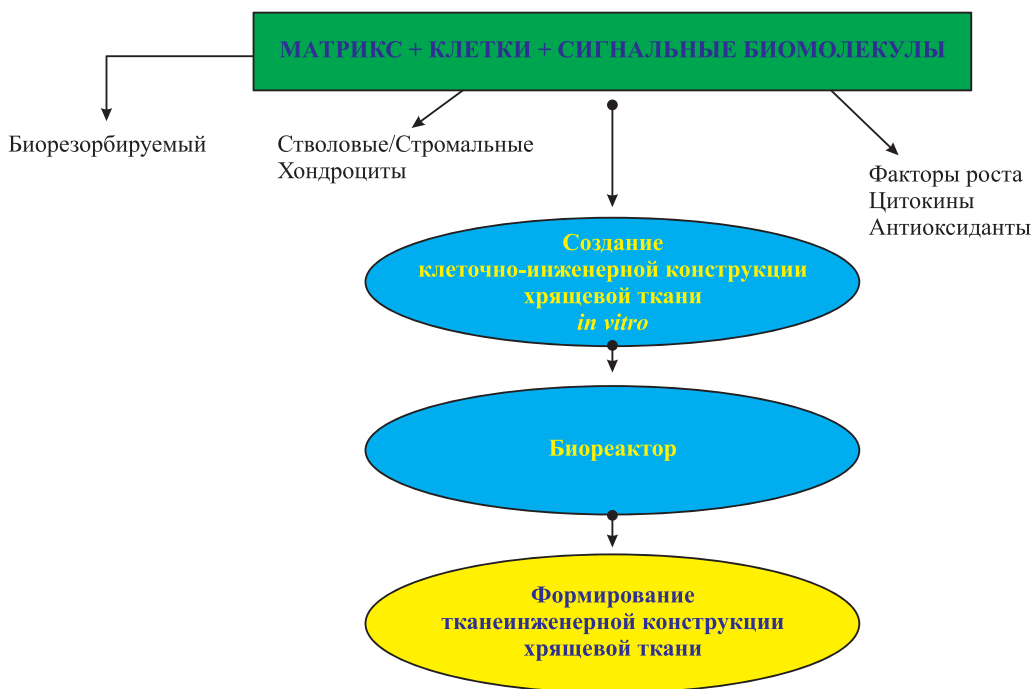 МАТРИКС + КЛЕТКИ + СИГНАЛЬНЫЕ БИОМОЛЕКУЛЫ
Биорезорбируемый
Стволовые/Стромальные
Хондроциты
Факторы роста
Цитокины
Антиоксиданты
Создание
клеточно-инженерной конструкции
хрящевой ткани
in vitro
Биореактор
Формирование
тканеинженерной конструкции
хрящевой ткани